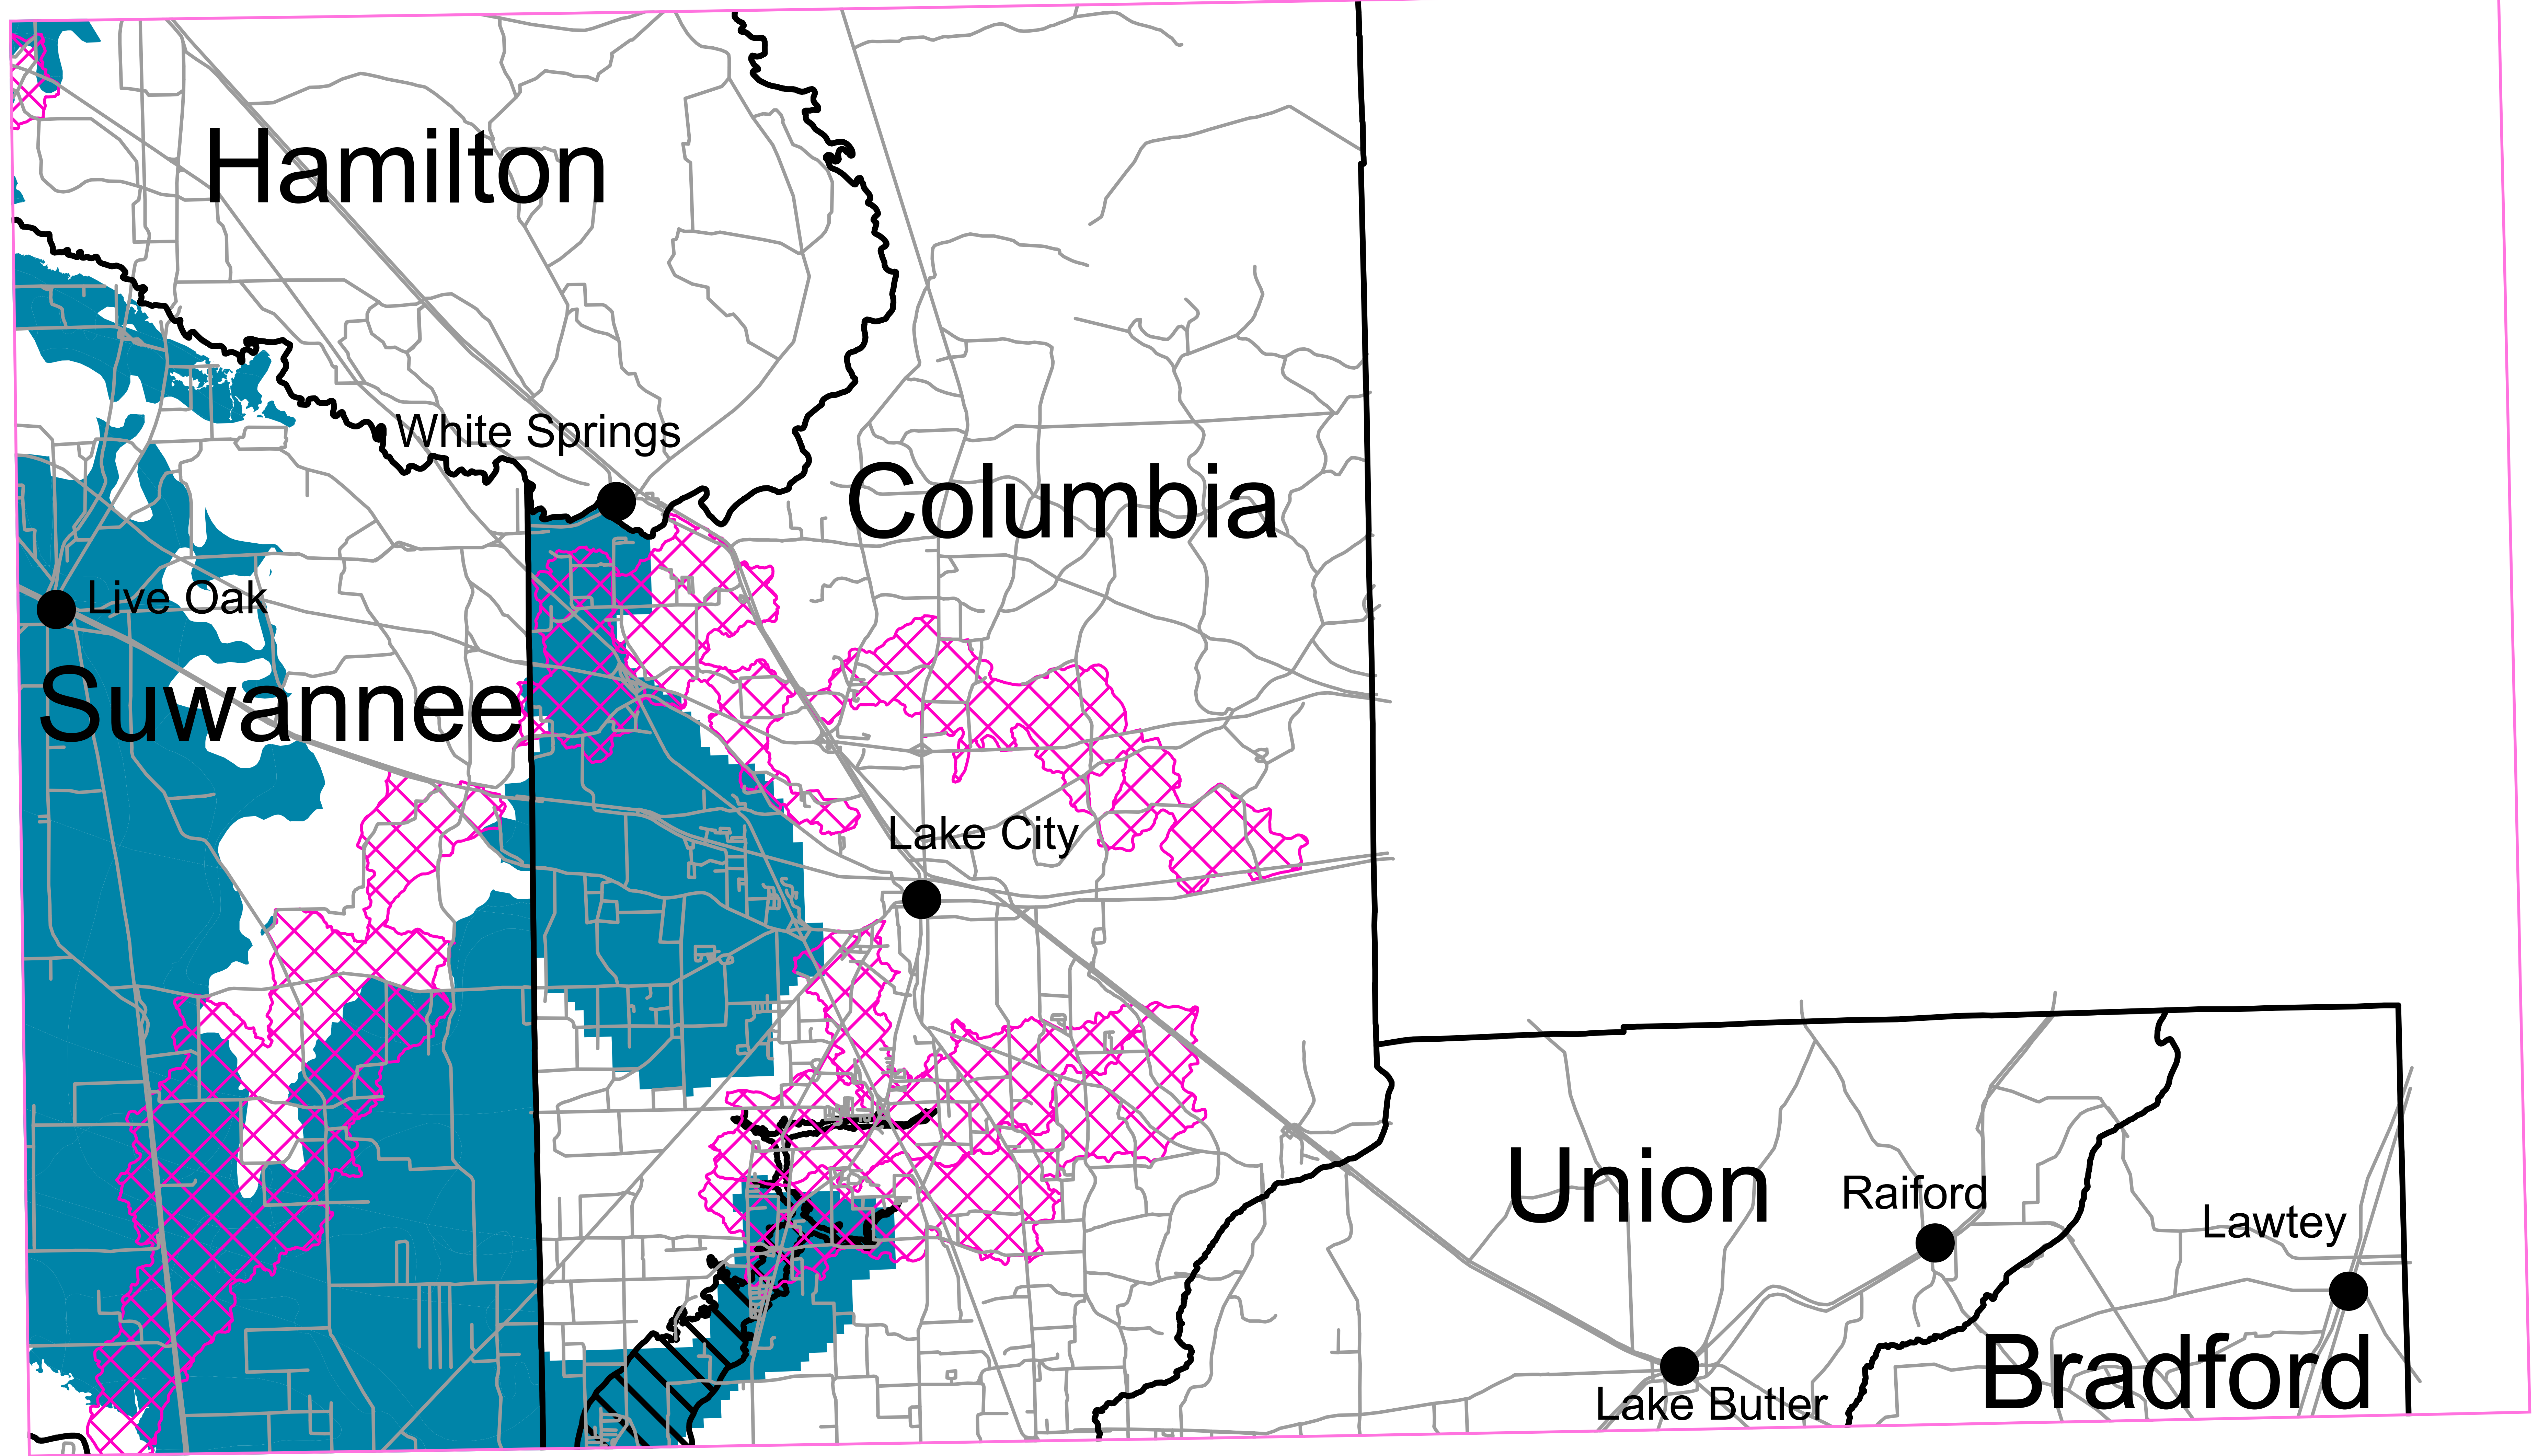 Hamilton
White Springs
Columbia
Live Oak
Suwannee
Lake City
Union
Raiford
Lawtey
Bradford
Lake Butler